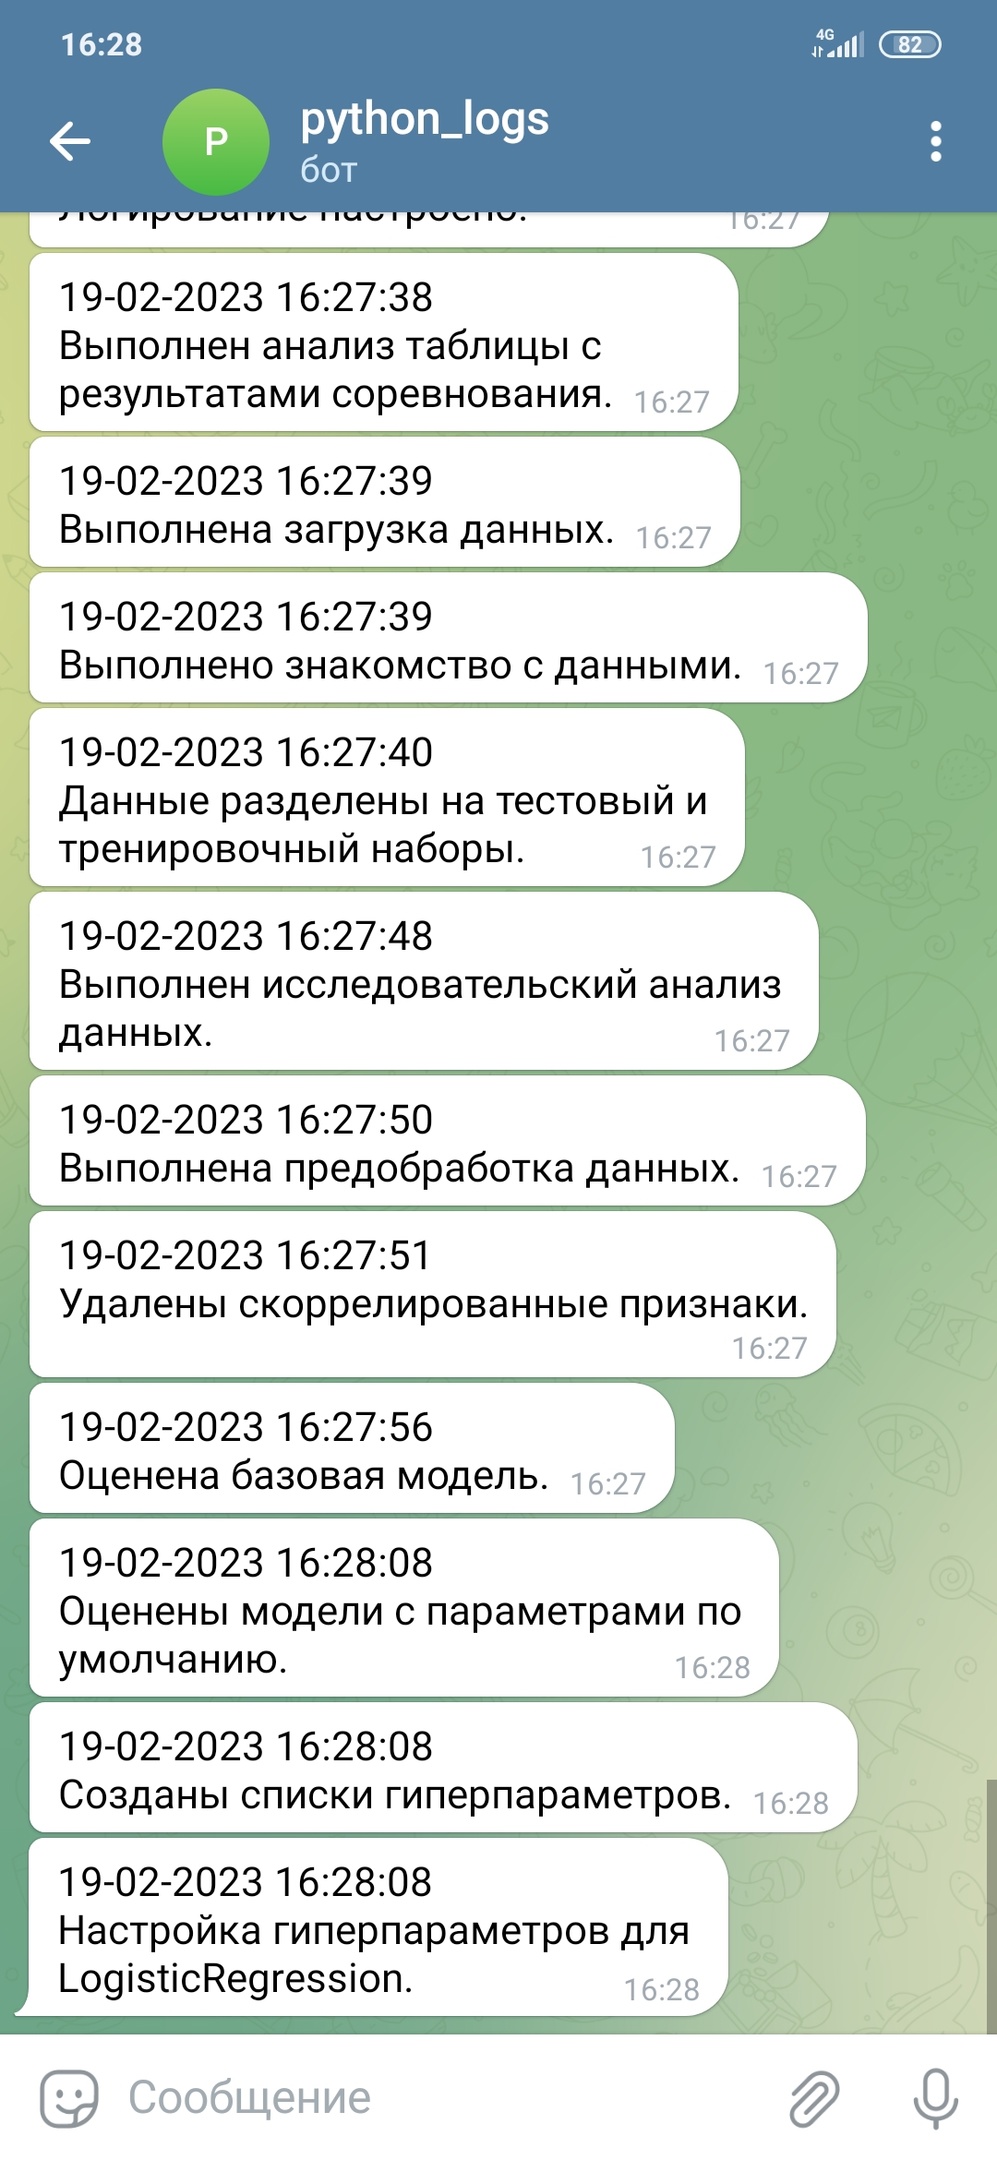 16:28
4G
82
P
python_logs
бот
Логирование настроено.
16:27
19-02-2023 16:27:38
Выполнен анализ таблицы с
результатами соревнования. 16:27
19-02-2023 16:27:39
Выполнена загрузка данных. 16:27
19-02-2023 16:27:39
Выполнено знакомство с данными. 16:27
19-02-2023 16:27:40
Данные разделены на тестовый и
тренировочный наборы. 16:27
19-02-2023 16:27:48
Выполнен исследовательский анализ
данных. 16:27
19-02-2023 16:27:50
Выполнена предобработка данных. 16:27
19-02-2023 16:27:51
Удалены скоррелированные признаки.
16:27
19-02-2023 16:27:56
Оценена базовая модель. 16:27
19-02-2023 16:28:08
Оценены модели с параметрами по
умолчанию. 16:28
19-02-2023 16:28:08
Созданы списки гиперпараметров. 16:28
19-02-2023 16:28:08
Настройка гиперпараметров для
LogisticRegression. 16:28
Сообщение